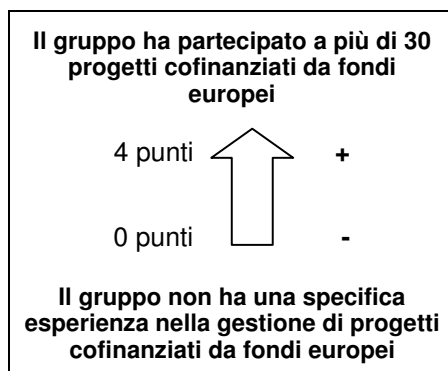 Il gruppo ha partecipato a più di 30
progetti cofinanziati da fondi
europei
4 punti +
0 punti -
Il gruppo non ha una specifica
esperienza nella gestione di progetti
cofinanziati da fondi europei